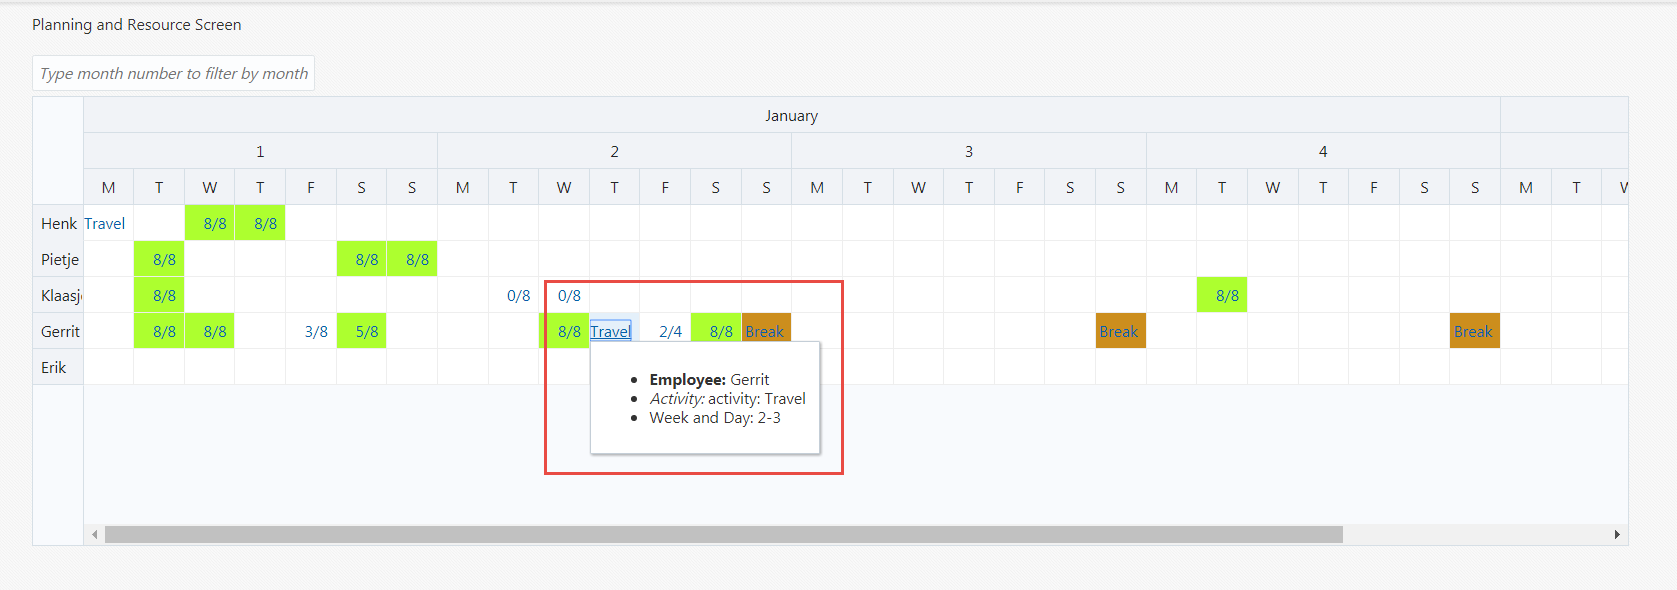 Planning and Resource Screen
Type month number to filter by month
January
1 2 3 4
M T W T F S S M T W T F S S M T W T F S S M T W T F S S M T W
Henk Travel 8/8 8/8
Pietje 8/8 8/8 8/8
Klaasj 8/8 0/8 0/8 8/8
Gerrit 8/8 8/8 3/8 5/8 8/8 Travel 2/4 8/8 Break Break Break
Erik
• Employee: Gerrit
• Activity: activity: Travel
• Week and Day: 2-3